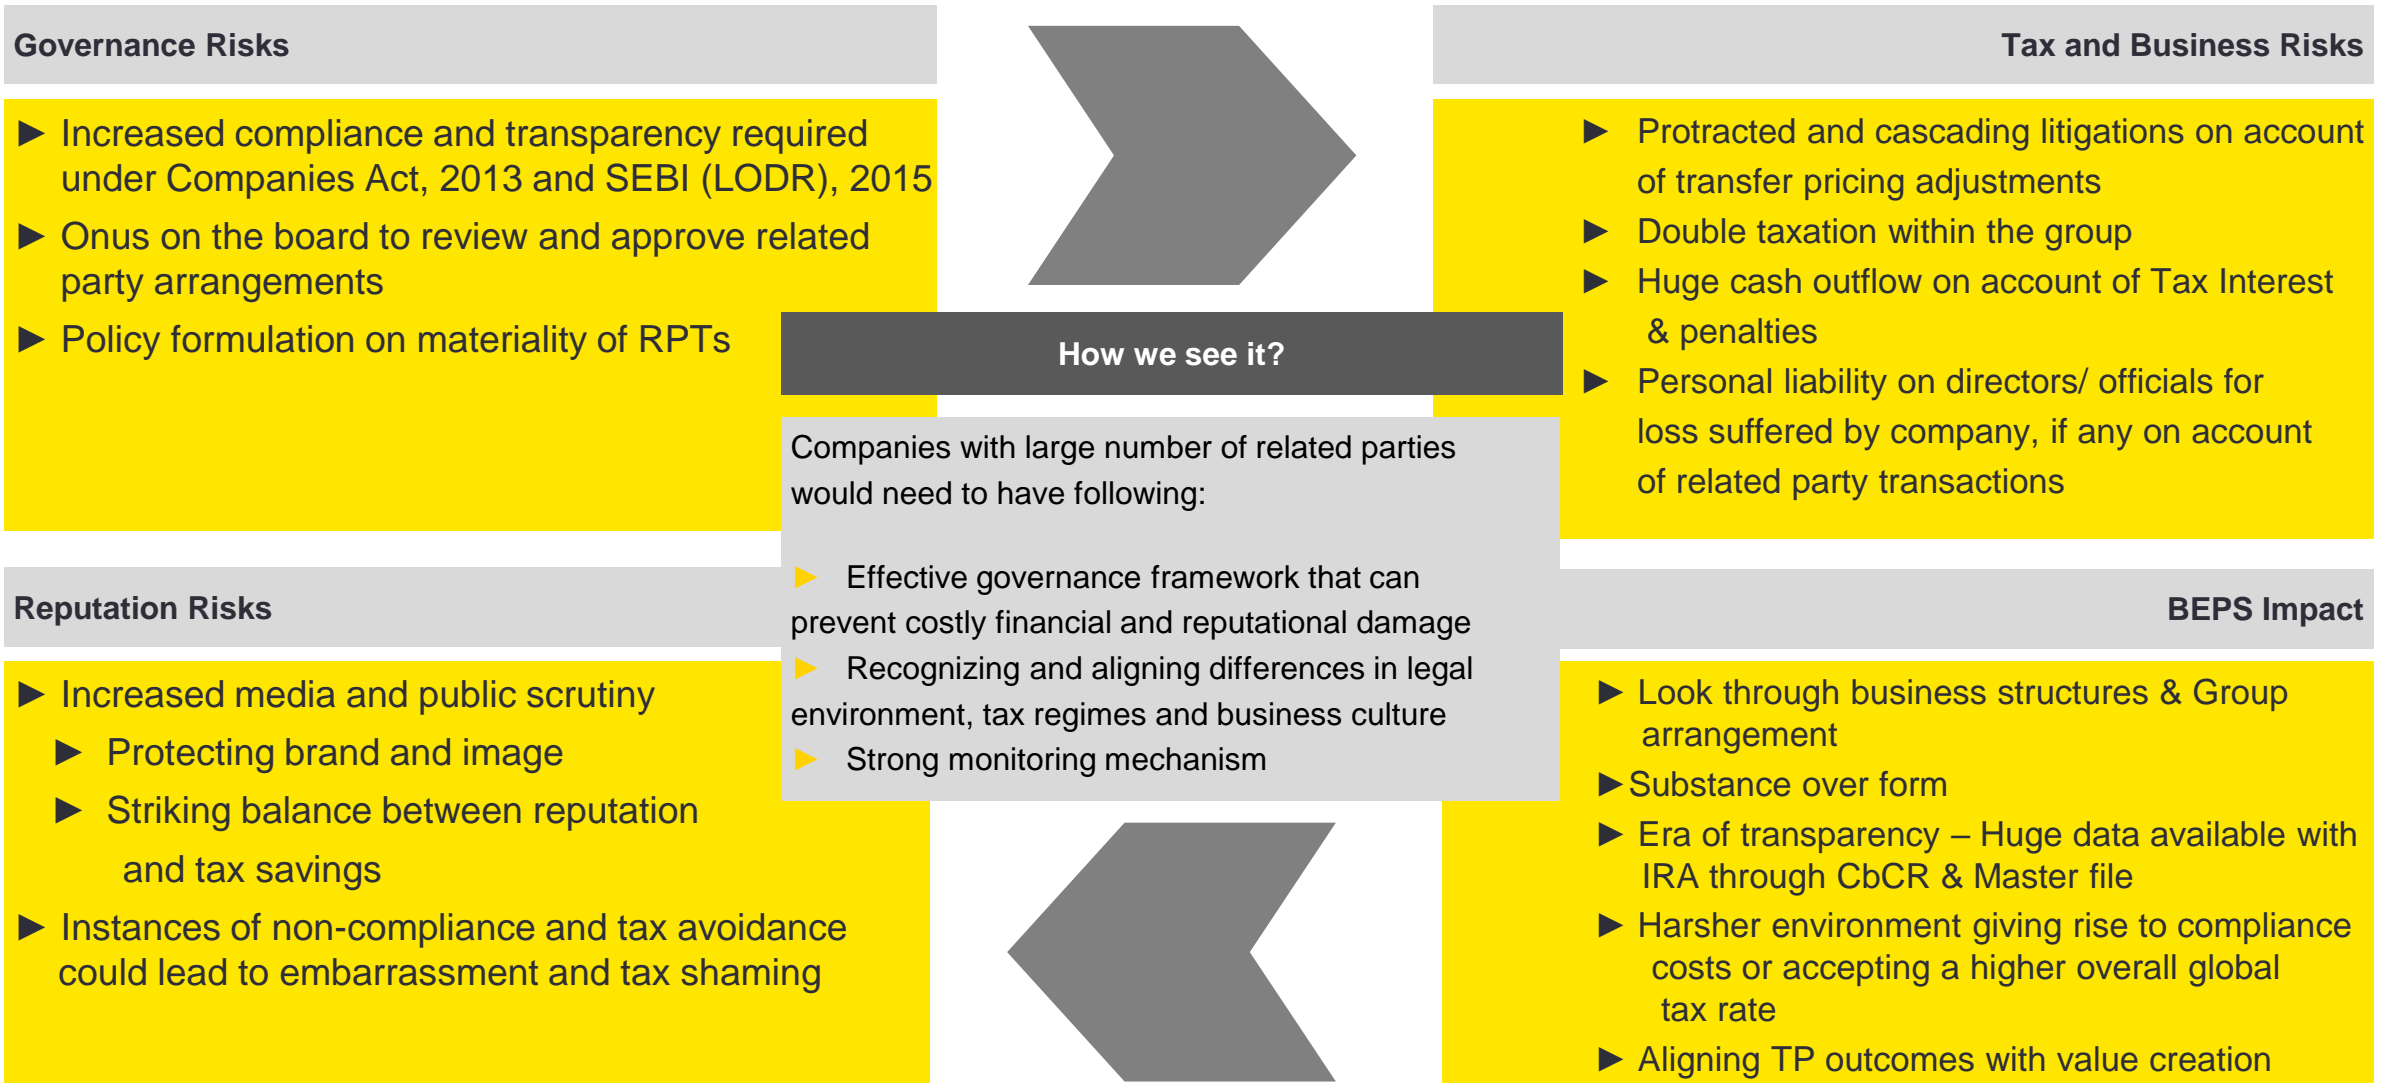 Governance Risks
► Increased compliance and transparency required
under Companies Act, 2013 and SEBI (LODR), 2015
► Onus on the board to review and approve related
party arrangements
► Policy formulation on materiality of RPTs
Tax and Business Risks
► Protracted and cascading litigations on account
of transfer pricing adjustments
► Double taxation within the group
► Huge cash outflow on account of Tax Interest
& penalties
► Personal liability on directors/ officials for
loss suffered by company, if any on account
of related party transactions
How we see it?
Companies with large number of related parties
would need to have following:
► Effective governance framework that can
prevent costly financial and reputational damage
► Recognizing and aligning differences in legal
environment, tax regimes and business culture
► Strong monitoring mechanism
Reputation Risks
► Increased media and public scrutiny
► Protecting brand and image
► Striking balance between reputation
and tax savings
► Instances of non-compliance and tax avoidance
could lead to embarrassment and tax shaming
BEPS Impact
► Look through business structures & Group
arrangement
►Substance over form
► Era of transparency – Huge data available with
IRA through CbCR & Master file
► Harsher environment giving rise to compliance
costs or accepting a higher overall global
tax rate
► Aligning TP outcomes with value creation